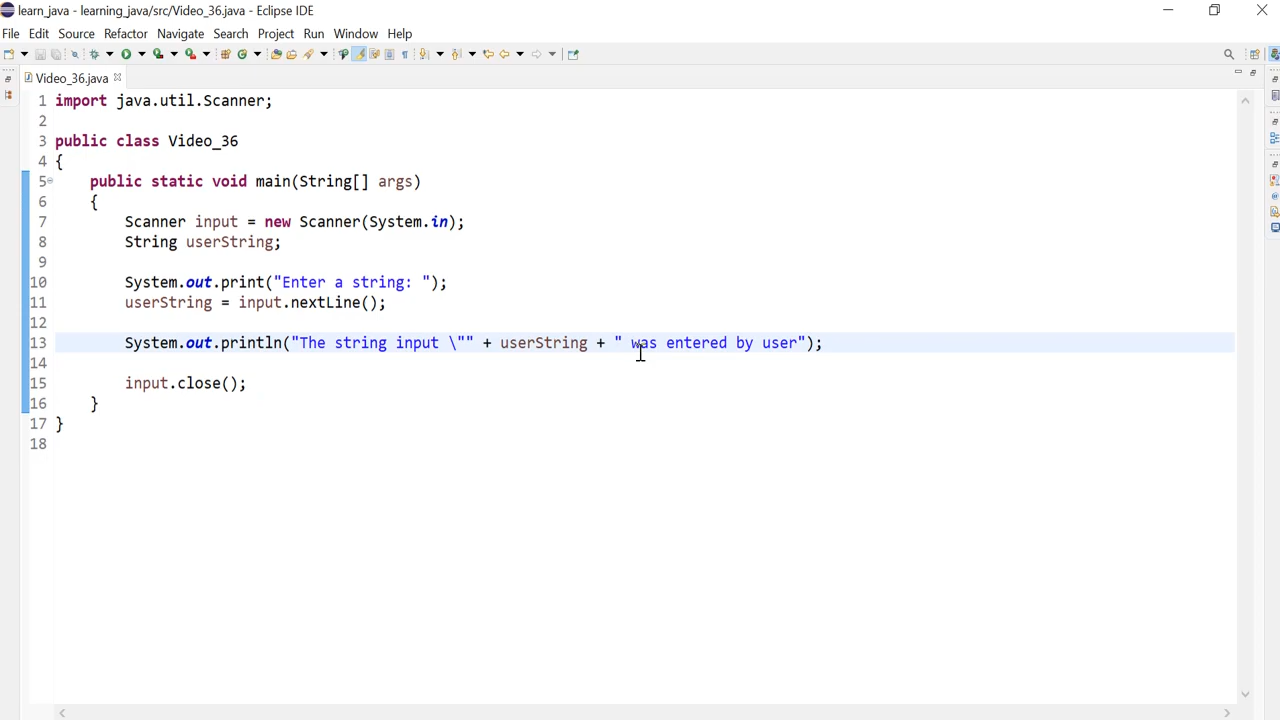 learn_java - learning_java/src/Video_36.java - Eclipse IDE
File Edit Source Refactor Navigate Search Project Run Window Help
Video_36.java
1 import java.util.Scanner;
2
3 public class Video_36
4 {
5 public static void main(String[] args)
6 {
7 Scanner input = new Scanner(System.in);
8 String userString;
9
10 System.out.print("Enter a string: ");
11 userString = input.nextLine();
12
13 System.out.println("The string input \"" + userString + " was entered by user");
14
15 input.close();
16 }
17 }
18